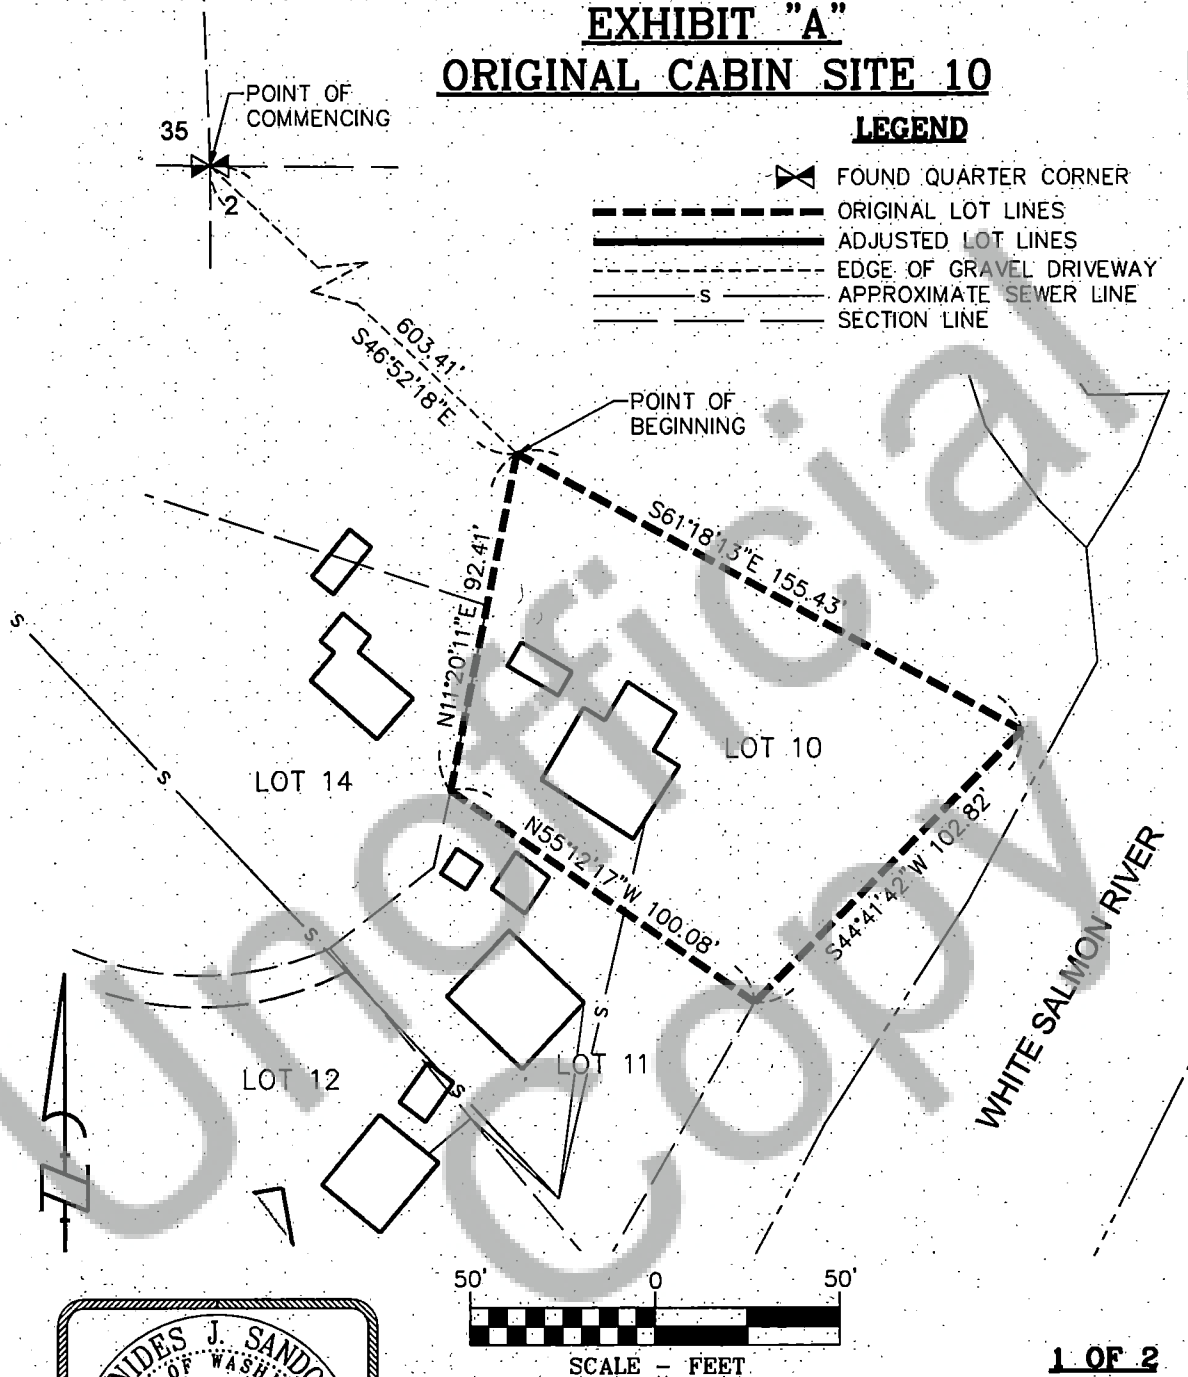 EXHIBIT "A"
ORIGINAL CABIN SITE 10
POINT OF
COMMENCING
35
2
LEGEND
FOUND QUARTER CORNER
ORIGINAL LOT LINES
ADJUSTED LOT LINES
EDGE OF GRAVEL DRIVEWAY
S
APPROXIMATE SEWER LINE
SECTION LINE
603.41'
S46°52'18"E
POINT OF
BEGINNING
S61°18'13"E 155.43'
N11°20'11"E 92.41'
S
S
LOT 10
LOT 14
N55°12'17"W 100.08'
S44°41'42"W 102.82'
WHITE SALMON RIVER
S
S
LOT 11
LOT 12
S
Unofficial
Copy
50' 0 50'
SCALE - FEET
J. SANDO
OF WASH
1 OF 2